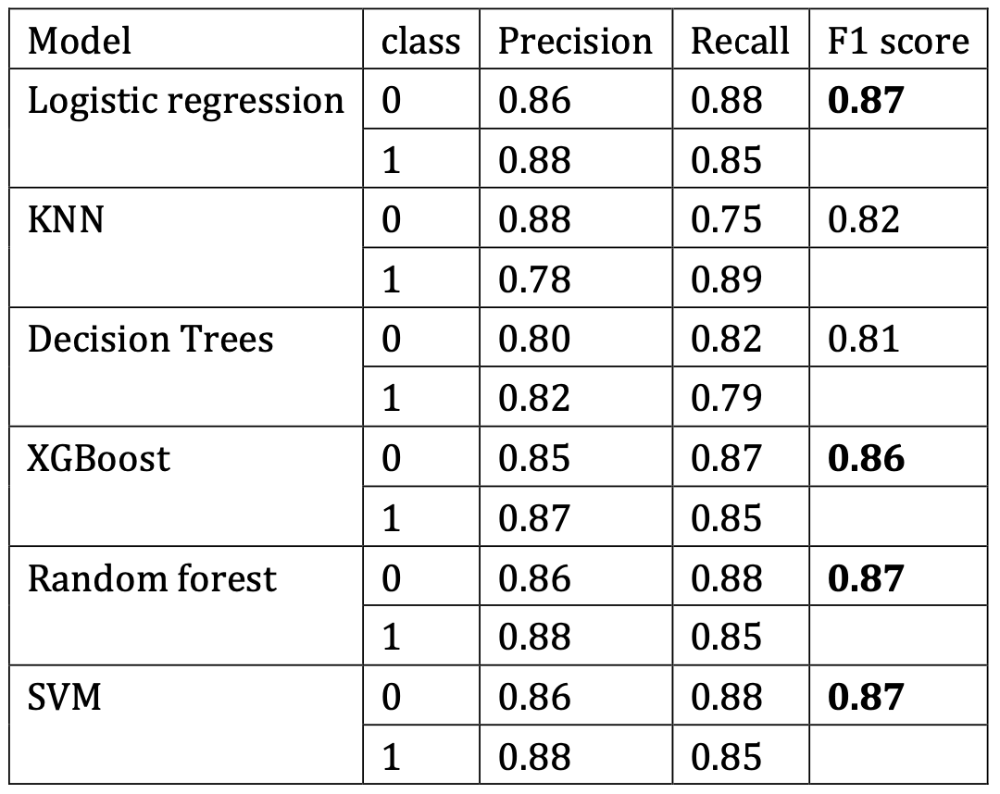 Model class Precision Recall F1 score
Logistic regression 0 0.86 0.88 0.87
1 0.88 0.85
KNN 0 0.88 0.75 0.82
1 0.78 0.89
Decision Trees 0 0.80 0.82 0.81
1 0.82 0.79
XGBoost 0 0.85 0.87 0.86
1 0.87 0.85
Random forest 0 0.86 0.88 0.87
1 0.88 0.85
SVM 0 0.86 0.88 0.87
1 0.88 0.85